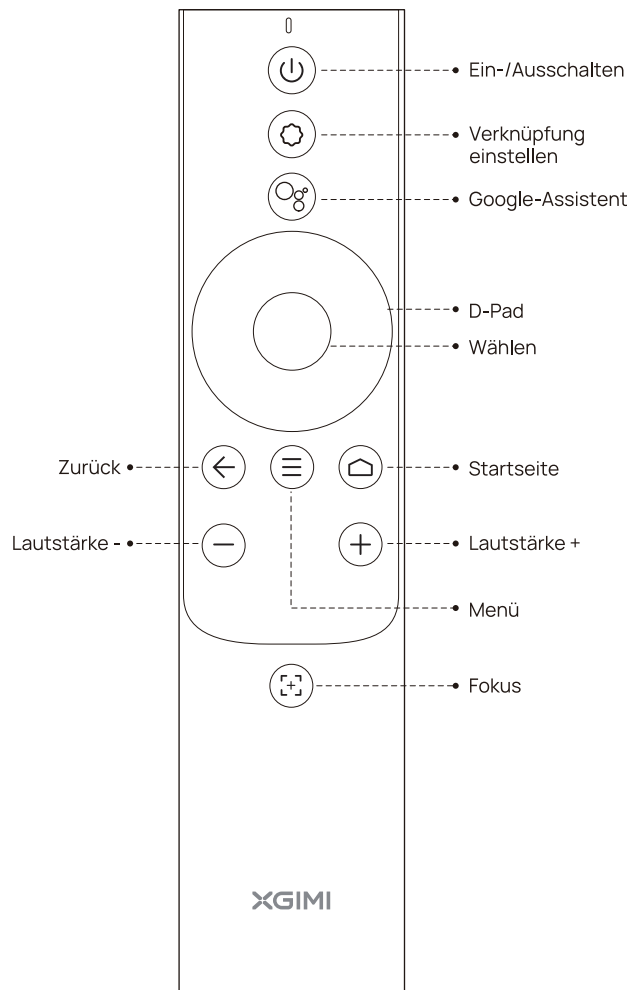 Ein-/Ausschalten
Verknüpfung
einstellen
Google-Assistent
D-Pad
Wählen
Zurück
Startseite
Lautstärke -
Lautstärke +
Menü
Fokus
XGIMI